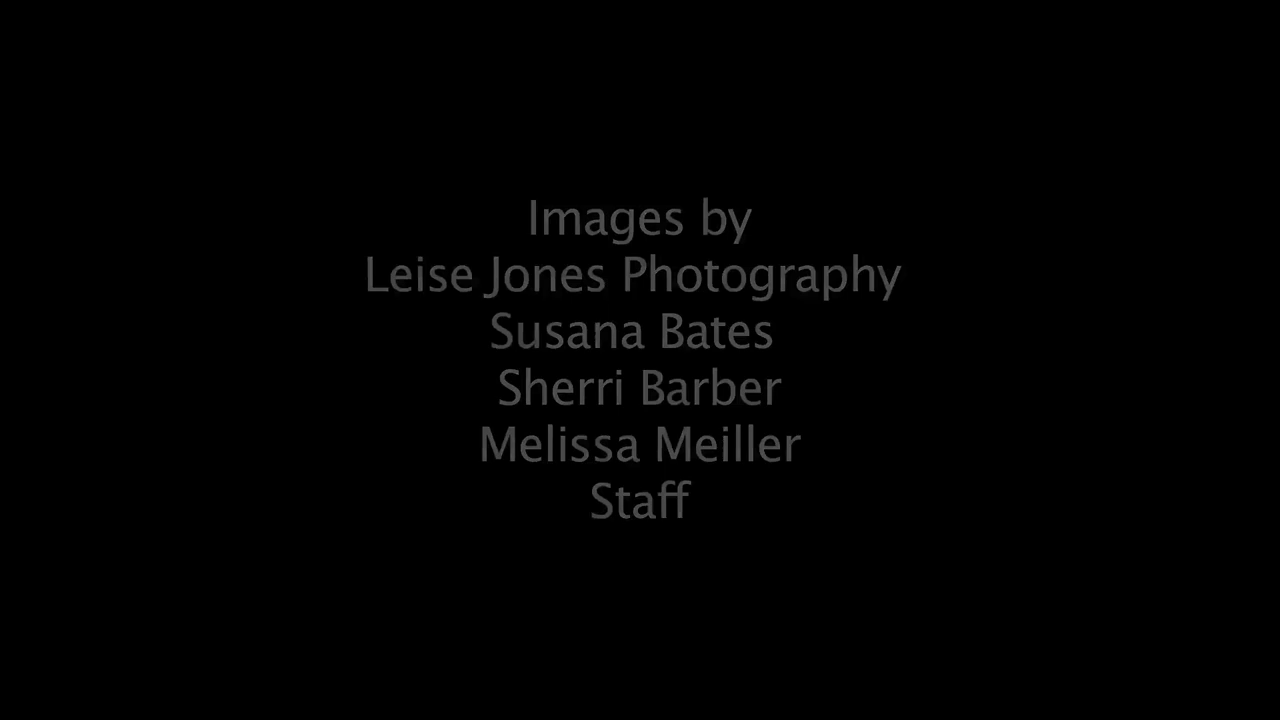 Images by
Leise Jones Photography
Susana Bates
Sherri Barber
Melissa Meiller
Staff